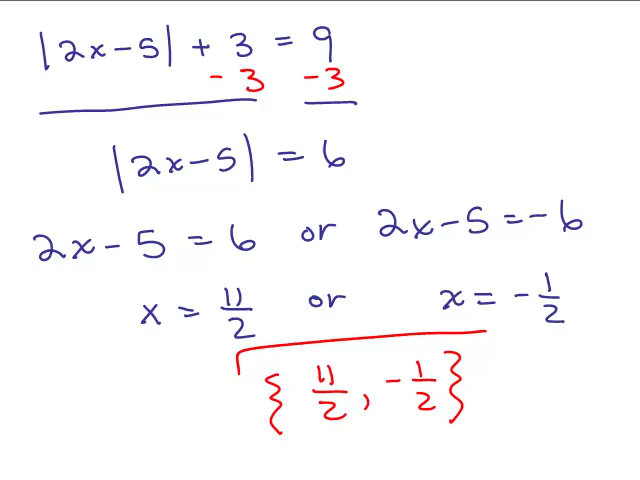 |2x-5| + 3 = 9
- 3 - 3
|2x-5| = 6
2x - 5 = 6 or 2x-5 = -6
x = 11/2 or x = -1/2
{ 11/2, -1/2 }